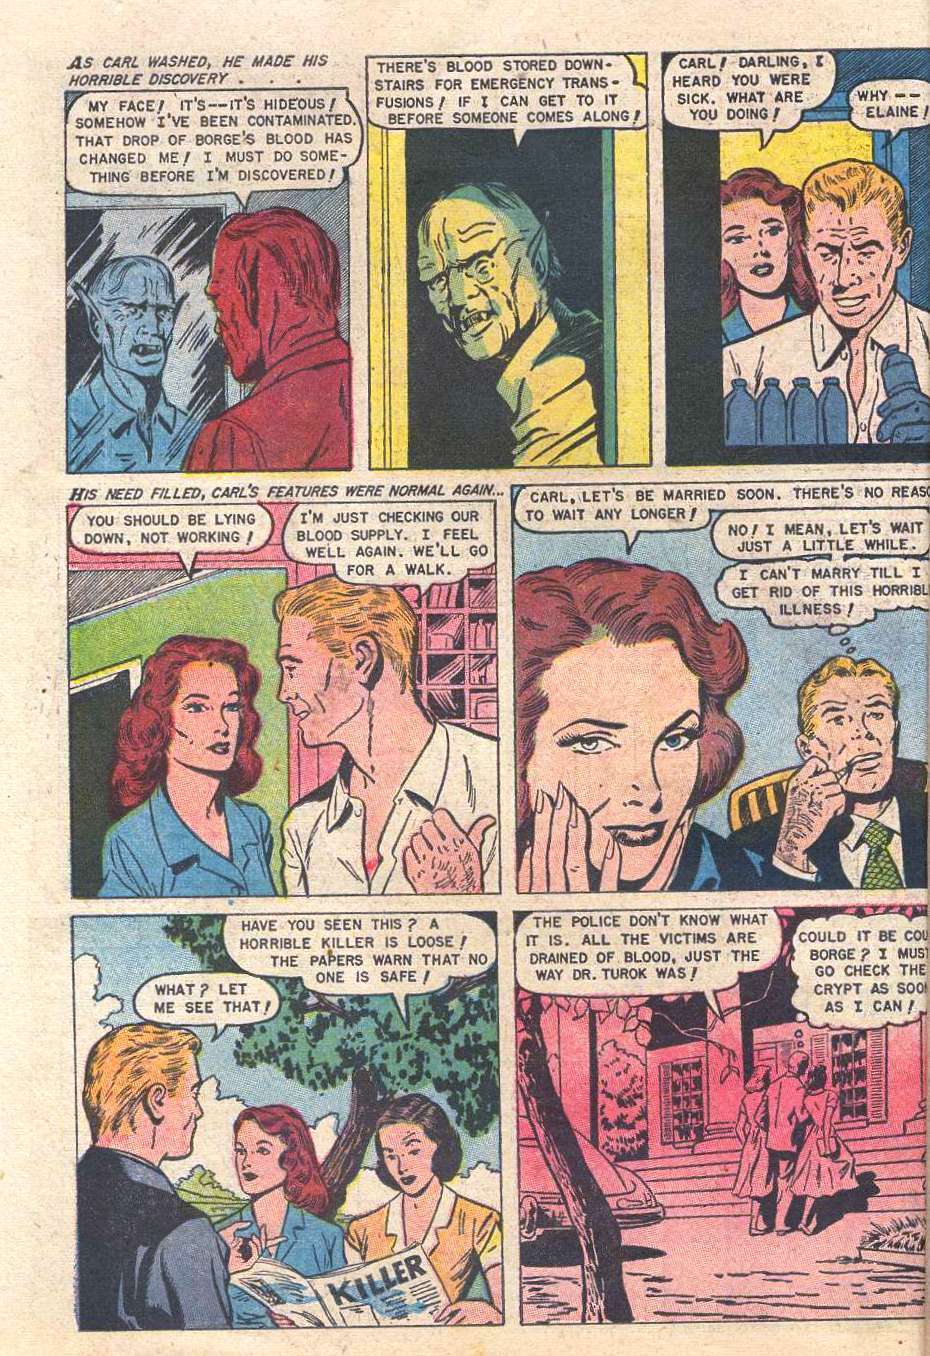 AS CARL WASHED, HE MADE HIS
HORRIBLE DISCOVERY . . .
MY FACE! IT'S--IT'S HIDEOUS!
SOMEHOW I'VE BEEN CONTAMINATED.
THAT DROP OF BORGE'S BLOOD HAS
CHANGED ME! I MUST DO SOME-
THING BEFORE I'M DISCOVERED!
THERE'S BLOOD STORED DOWN-
STAIRS FOR EMERGENCY TRANS-
FUSIONS! IF I CAN GET TO IT
BEFORE SOMEONE COMES ALONG!
CARL! DARLING, I
HEARD YOU WERE
SICK. WHAT ARE
YOU DOING!
WHY --
ELAINE!
HIS NEED FILLED, CARL'S FEATURES WERE NORMAL AGAIN...
YOU SHOULD BE LYING
DOWN, NOT WORKING!
I'M JUST CHECKING OUR
BLOOD SUPPLY. I FEEL
WELL AGAIN. WE'LL GO
FOR A WALK.
CARL, LET'S BE MARRIED SOON. THERE'S NO REASO
TO WAIT ANY LONGER!
NO! I MEAN, LET'S WAIT
JUST A LITTLE WHILE.
I CAN'T MARRY TILL I
GET RID OF THIS HORRIBL
ILLNESS!
HAVE YOU SEEN THIS? A
HORRIBLE KILLER IS LOOSE!
THE PAPERS WARN THAT NO
ONE IS SAFE!
WHAT? LET
ME SEE THAT!
KILLER
THE POLICE DON'T KNOW WHAT
IT IS. ALL THE VICTIMS ARE
DRAINED OF BLOOD, JUST THE
WAY DR. TUROK WAS!
COULD IT BE COU
BORGE? I MUST
GO CHECK THE
CRYPT AS SOON
AS I CAN!